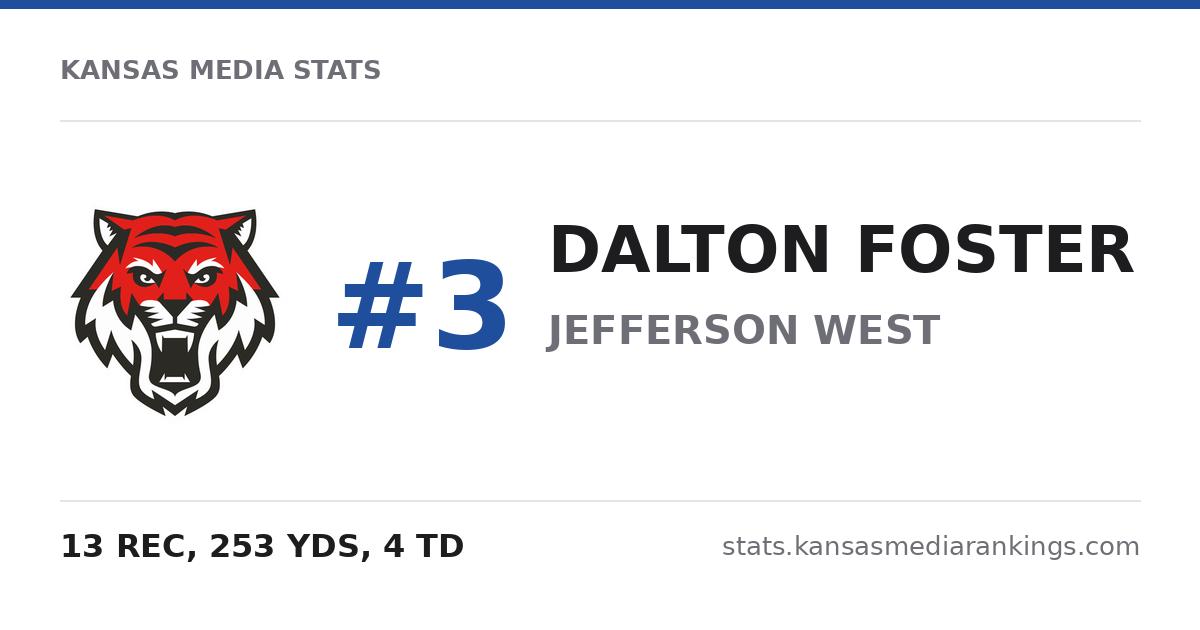 KANSAS MEDIA STATS
#3
DALTON FOSTER
JEFFERSON WEST
13 REC, 253 YDS, 4 TD
stats.kansasmediarankings.com